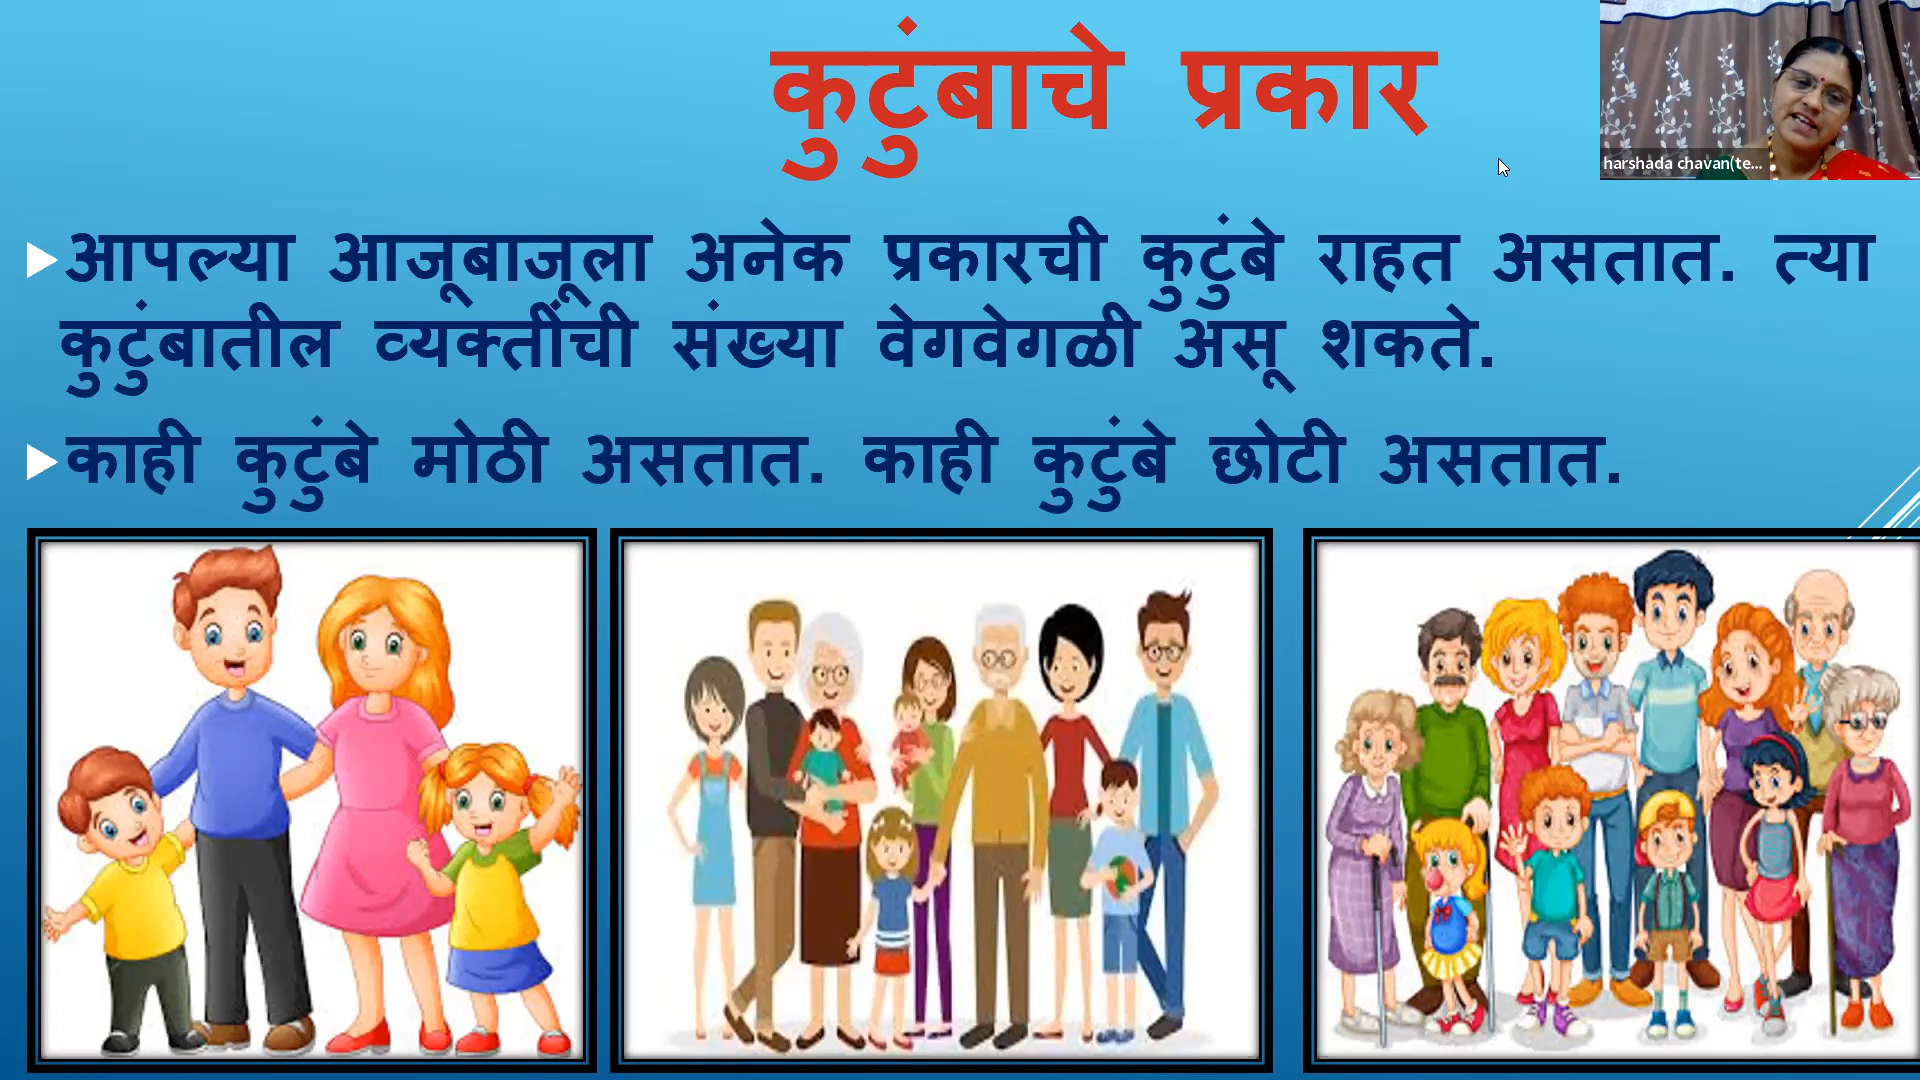 कुटुंबाचे प्रकार
harshada chavan(te...
आपल्या आजूबाजूला अनेक प्रकारची कुटुंबे राहत असतात. त्या
कुटुंबातील व्यक्तींची संख्या वेगवेगळी असू शकते.
काही कुटुंबे मोठी असतात. काही कुटुंबे छोटी असतात.